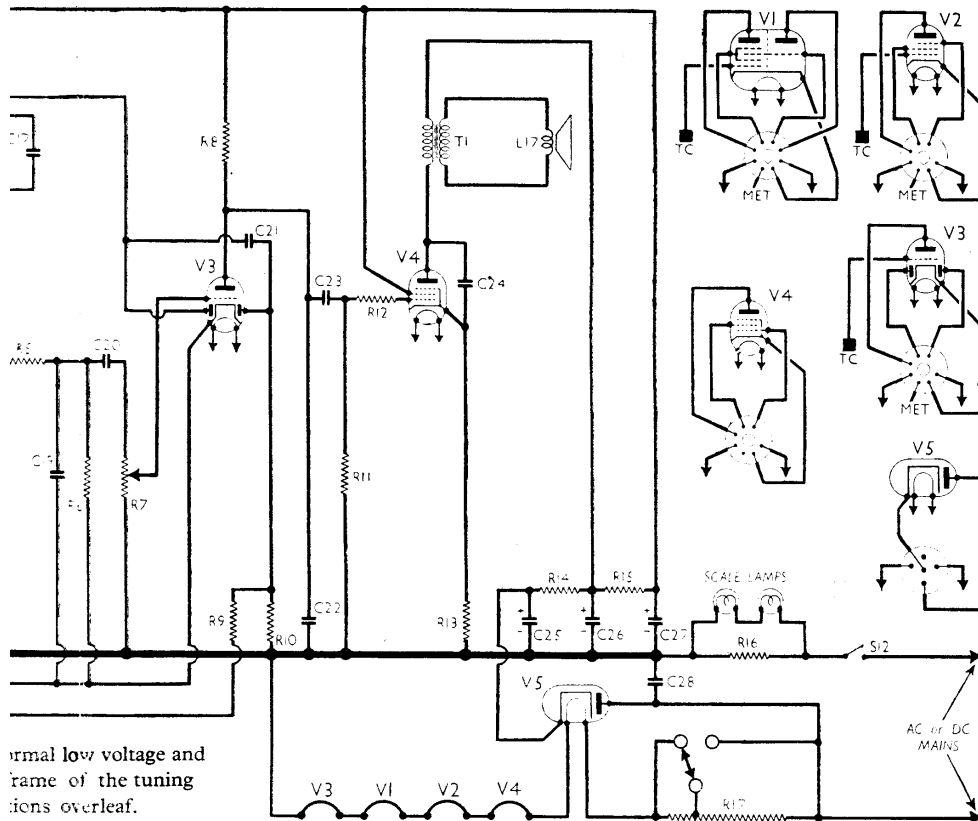 V1
V2
TC
MET
TC
MET
R8
T1
L17
C21
V3
V4
C23
R12
C24
V4
V3
TC
MET
C20
R11
R7
V5
R9
R10
C22
R13
R14
R15
C25
C26
C27
SCALE LAMPS
R16
S12
C28
V5
AC or DC
MAINS
ormal low voltage and
frame of the tuning
tions overleaf.
V3
V1
V2
V4
R17